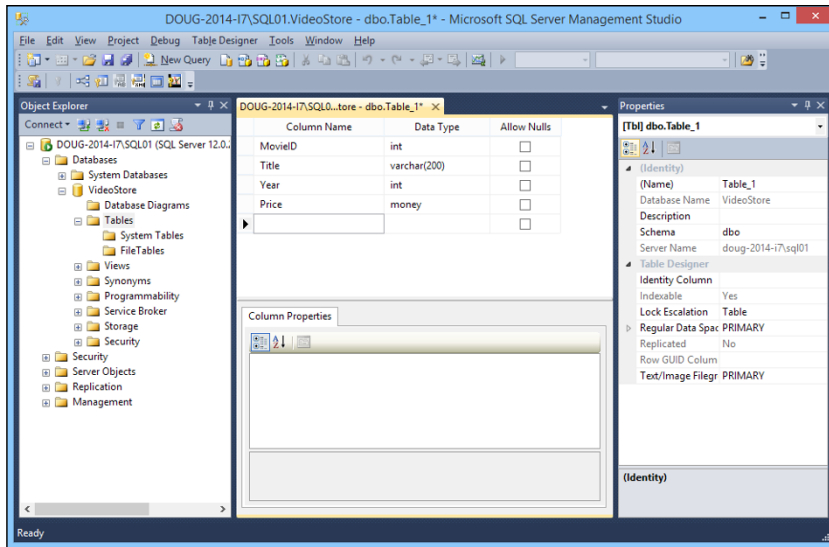 DOUG-2014-I7\SQL01.VideoStore - dbo.Table_1* - Microsoft SQL Server Management Studio
File Edit View Project Debug Table Designer Tools Window Help
New Query
Object Explorer
Connect
DOUG-2014-I7\SQL01 (SQL Server 12.0.
Databases
System Databases
VideoStore
Database Diagrams
Tables
System Tables
FileTables
Views
Synonyms
Programmability
Service Broker
Storage
Security
Security
Server Objects
Replication
Management
DOUG-2014-I7\SQL0...tore - dbo.Table_1*
Column Name Data Type Allow Nulls
MovieID int
Title varchar(200)
Year int
Price money
Column Properties
Properties
[Tbl] dbo.Table_1
(Identity)
(Name) Table_1
Database Name VideoStore
Description
Schema dbo
Server Name doug-2014-i7\sql01
Table Designer
Identity Column
Indexable Yes
Lock Escalation Table
Regular Data Spac PRIMARY
Replicated No
Row GUID Colum
Text/Image Filegr PRIMARY
(Identity)
Ready